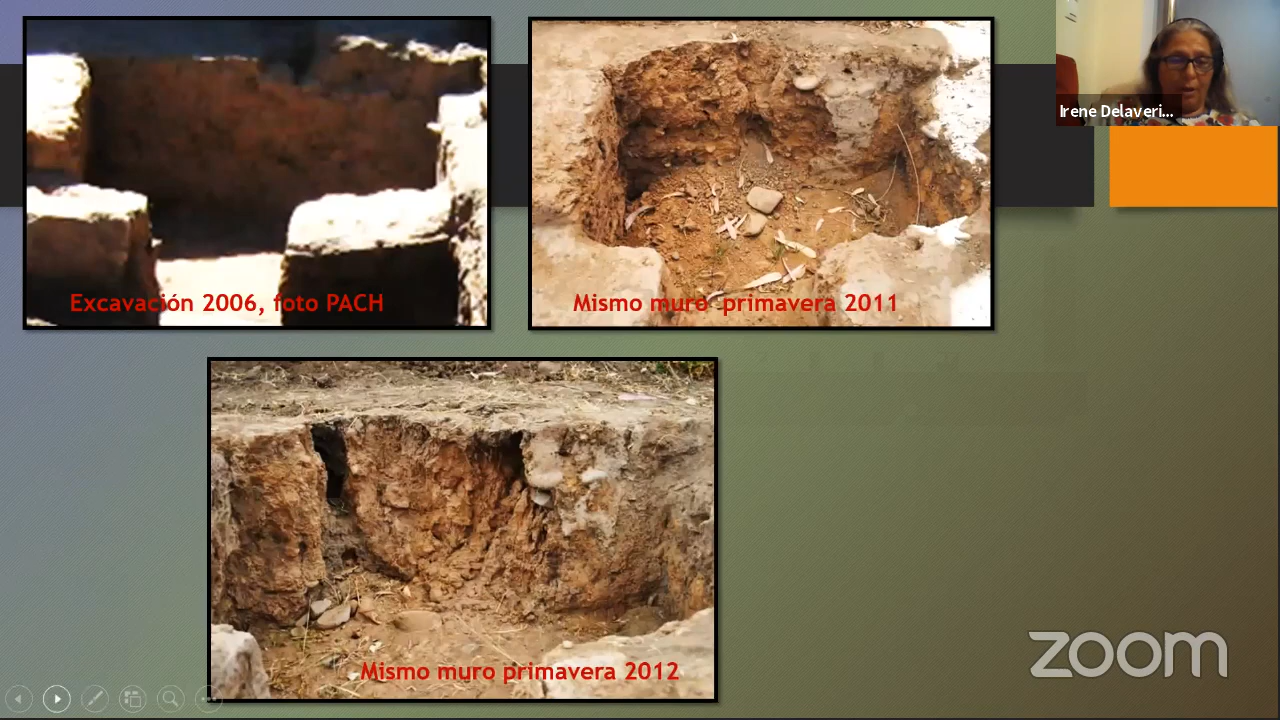 Irene Delaveri...
Excavación 2006, foto PACH
Mismo muro primavera 2011
Mismo muro primavera 2012
zoom